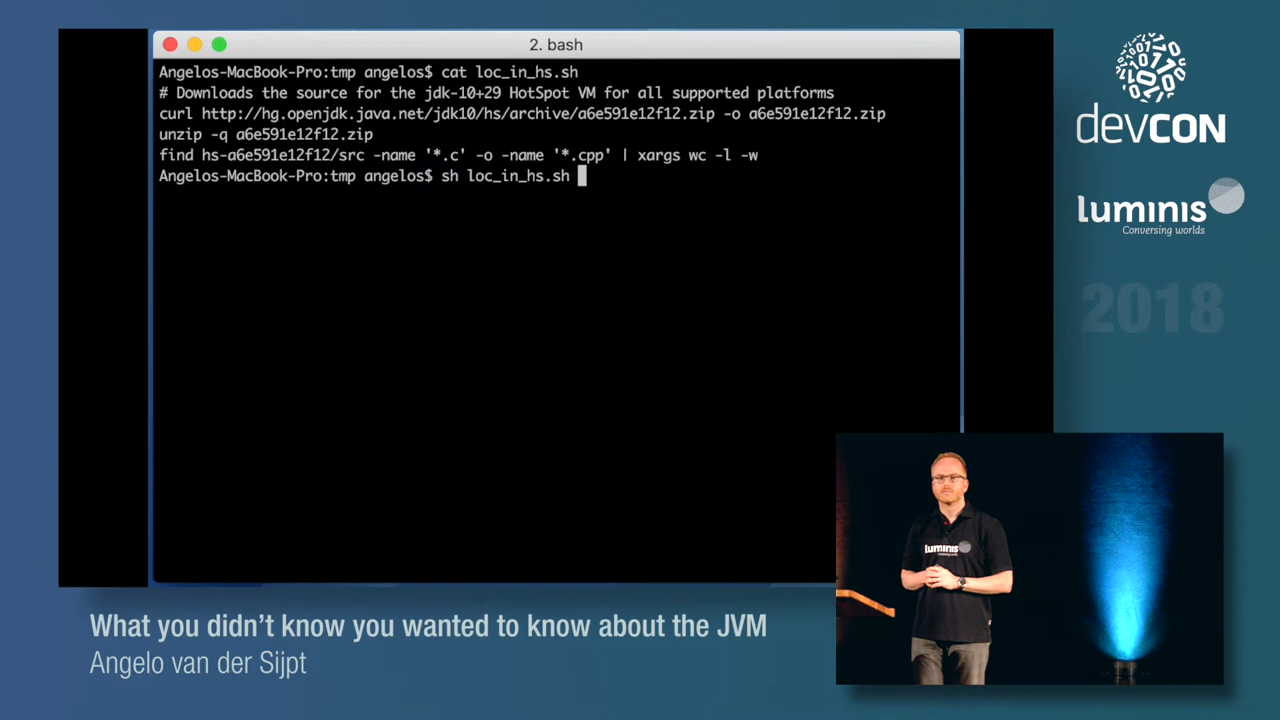 2. bash
Angelos-MacBook-Pro:tmp angelos$ cat loc_in_hs.sh
# Downloads the source for the jdk-10+29 HotSpot VM for all supported platforms
curl http://hg.openjdk.java.net/jdk10/hs/archive/a6e591e12f12.zip -o a6e591e12f12.zip
unzip -q a6e591e12f12.zip
find hs-a6e591e12f12/src -name '*.c' -o -name '*.cpp' | xargs wc -l -w
Angelos-MacBook-Pro:tmp angelos$ sh loc_in_hs.sh
devCON
luminis
Conversing worlds
2018
luminis
What you didn't know you wanted to know about the JVM
Angelo van der Sijpt